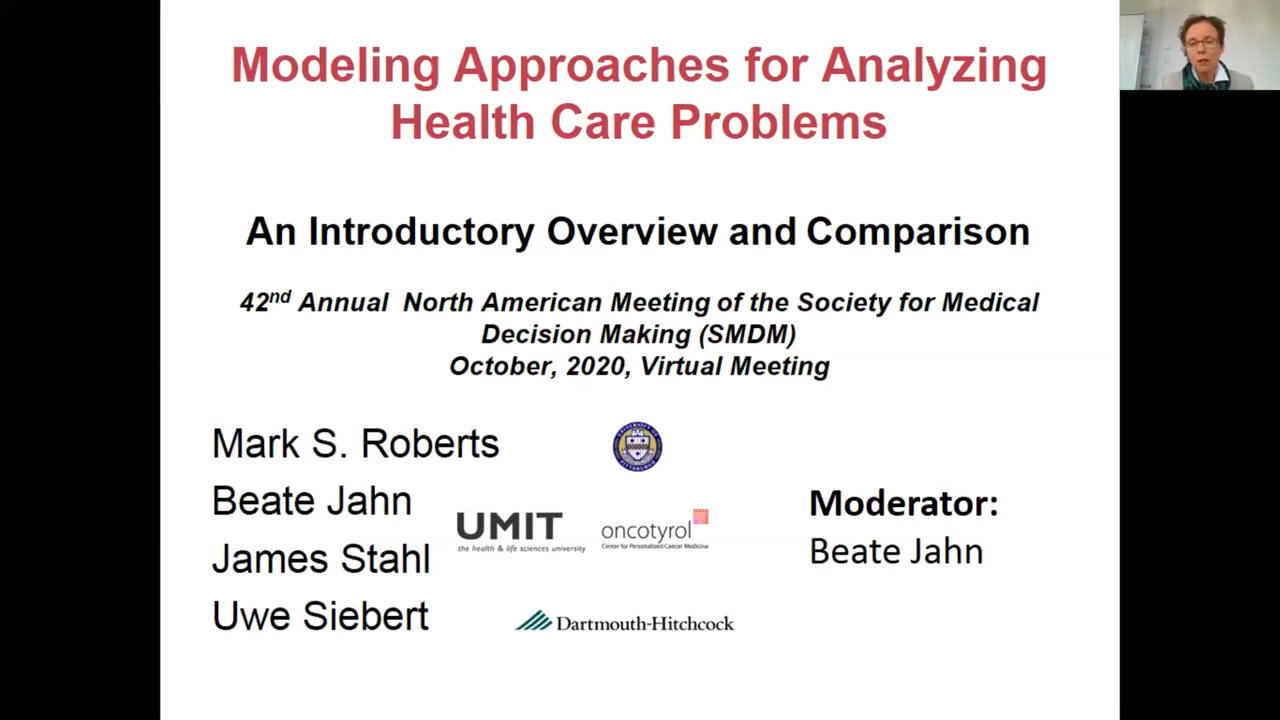 Modeling Approaches for Analyzing
Health Care Problems
An Introductory Overview and Comparison
42nd Annual North American Meeting of the Society for Medical
Decision Making (SMDM)
October, 2020, Virtual Meeting
Mark S. Roberts
Beate Jahn
James Stahl
Uwe Siebert
UMIT
the health & life sciences university
oncotyrol
Center for Personalized Cancer Medicine
Dartmouth-Hitchcock
Moderator:
Beate Jahn